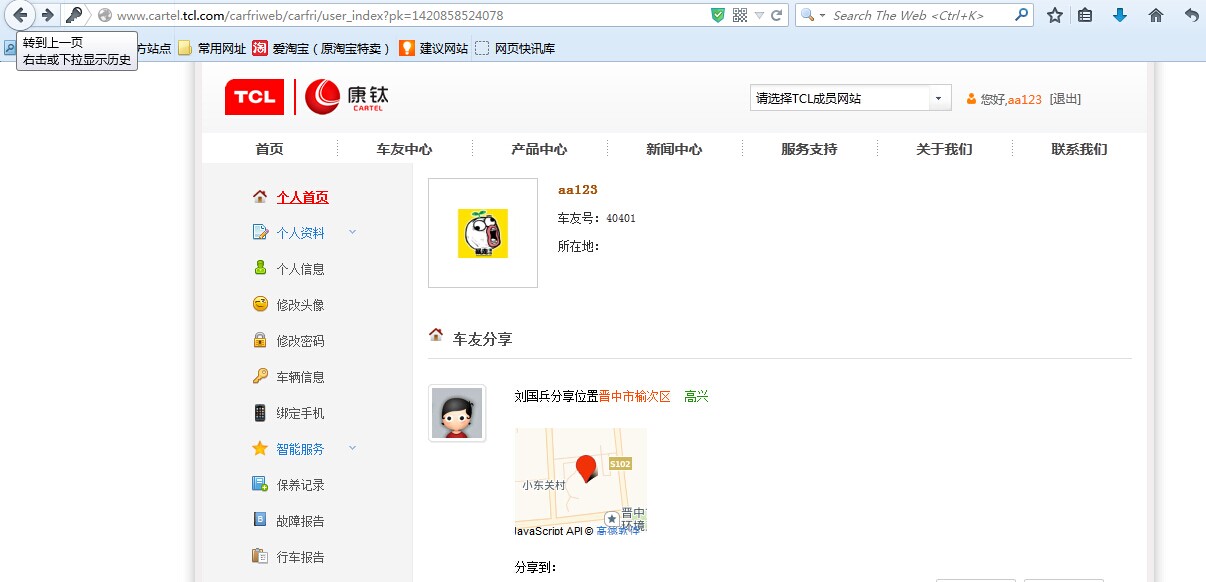 www.cartel.tcl.com/carfriweb/carfri/user_index?pk=1420858524078
Search The Web <Ctrl+K>
转到上一页
右击或下拉显示历史
方站点
常用网址
淘
爱淘宝（原淘宝特卖）
建议网站
网页快讯库
TCL
康钛
CARTEL
请选择TCL成员网站
您好,aa123 [退出]
首页
车友中心
产品中心
新闻中心
服务支持
关于我们
联系我们
个人首页
个人资料
个人信息
修改头像
修改密码
车辆信息
绑定手机
智能服务
保养记录
故障报告
行车报告
aa123
车友号：40401
所在地：
车友分享
刘国兵分享位置晋中市榆次区 高兴
S102
小东关村
晋中
环境
JavaScript API © 高德软件
分享到：